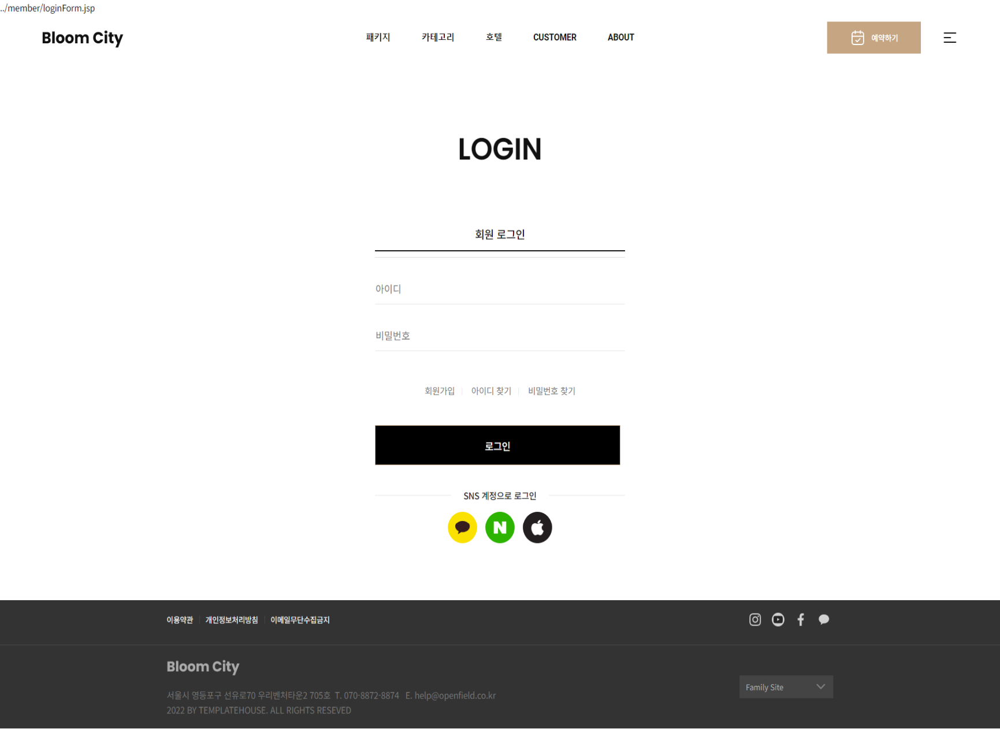 ../member/loginForm.jsp
Bloom City
패키지 카테고리 호텔 CUSTOMER ABOUT
예약하기
LOGIN
회원 로그인
아이디
비밀번호
회원가입 아이디 찾기 비밀번호 찾기
로그인
SNS 계정으로 로그인
N
이용약관 개인정보처리방침 이메일무단수집금지
Bloom City
서울시 영등포구 선유로70 우리벤처타운2 705호 T. 070-8872-8874 E. help@openfield.co.kr
Family Site
2022 BY TEMPLATEHOUSE. ALL RIGHTS RESEVED